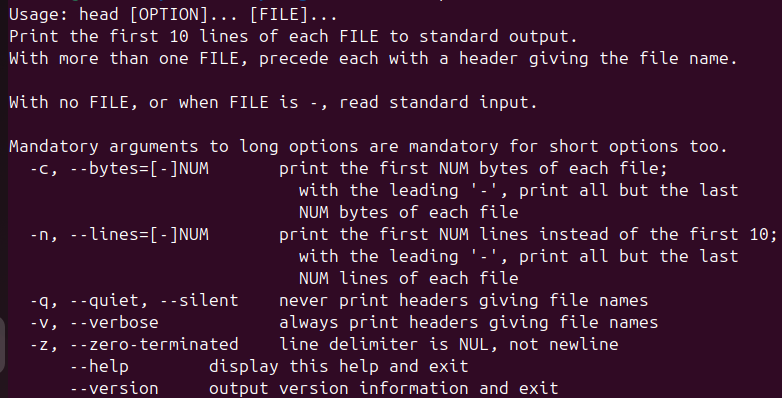 Usage: head [OPTION]... [FILE]...
Print the first 10 lines of each FILE to standard output.
With more than one FILE, precede each with a header giving the file name.

With no FILE, or when FILE is -, read standard input.

Mandatory arguments to long options are mandatory for short options too.
  -c, --bytes=[-]NUM       print the first NUM bytes of each file;
                             with the leading '-', print all but the last
                             NUM bytes of each file
  -n, --lines=[-]NUM       print the first NUM lines instead of the first 10;
                             with the leading '-', print all but the last
                             NUM lines of each file
  -q, --quiet, --silent    never print headers giving file names
  -v, --verbose            always print headers giving file names
  -z, --zero-terminated    line delimiter is NUL, not newline
      --help        display this help and exit
      --version     output version information and exit